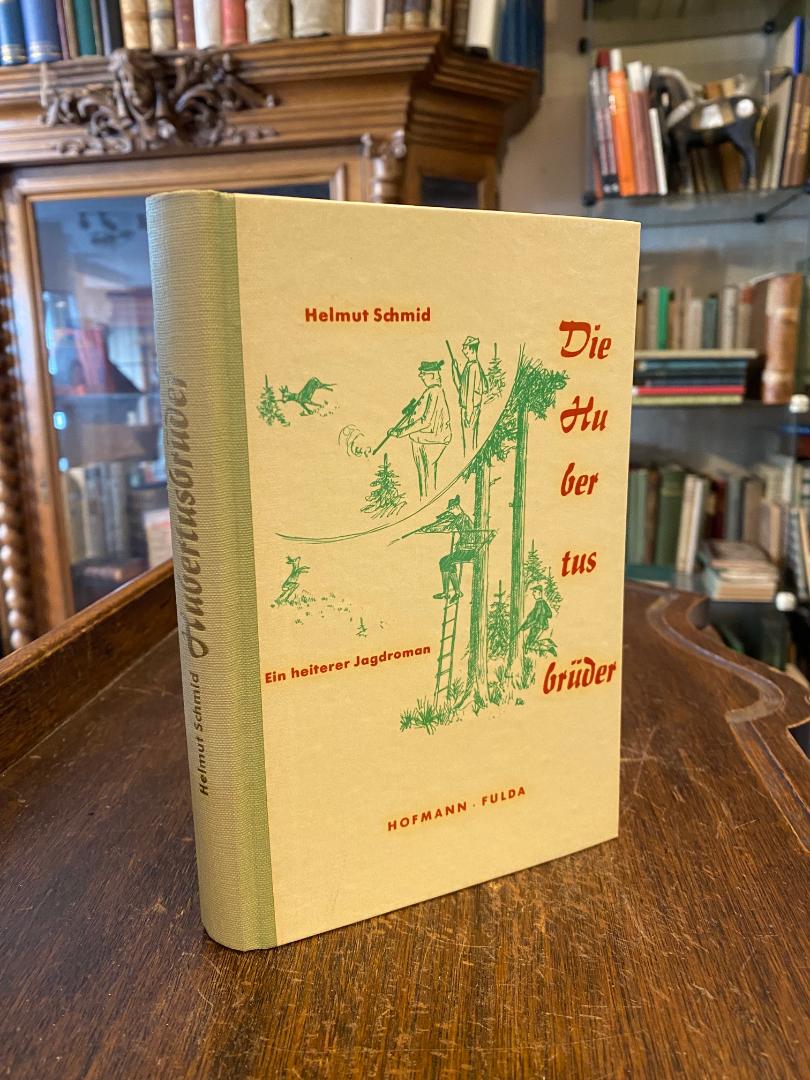 Helmut Schmid
Die
Hu
ber
tus
brüder
Ein heiterer Jagdroman
HOFMANN · FULDA
Helmut Schmid Hubertusbrüder